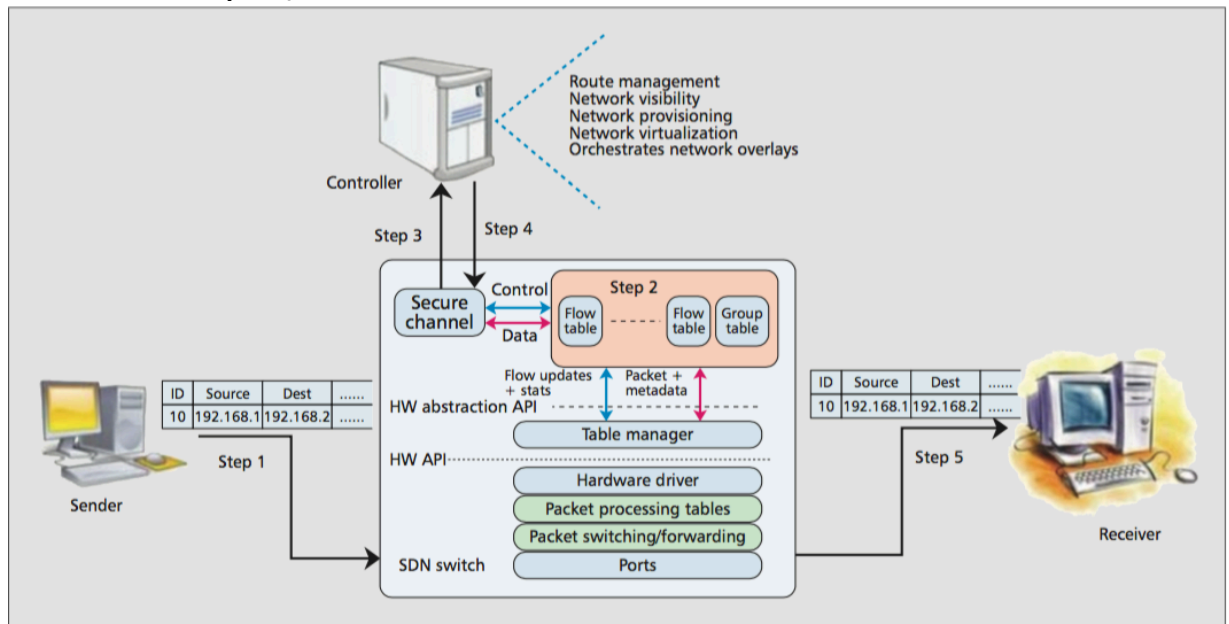 Route management
Network visibility
Network provisioning
Network virtualization
Orchestrates network overlays
Controller
Step 3
Step 4
Secure
channel
Control
Data
Step 2
Flow
table
Flow
table
Group
table
Flow updates
+ stats
Packet +
metadata
HW abstraction API
Table manager
HW API
Hardware driver
Packet processing tables
Packet switching/forwarding
SDN switch
Ports
ID Source Dest ......
10 192.168.1 192.168.2 ......
Step 1
Sender
ID Source Dest ......
10 192.168.1 192.168.2 ......
Step 5
Receiver